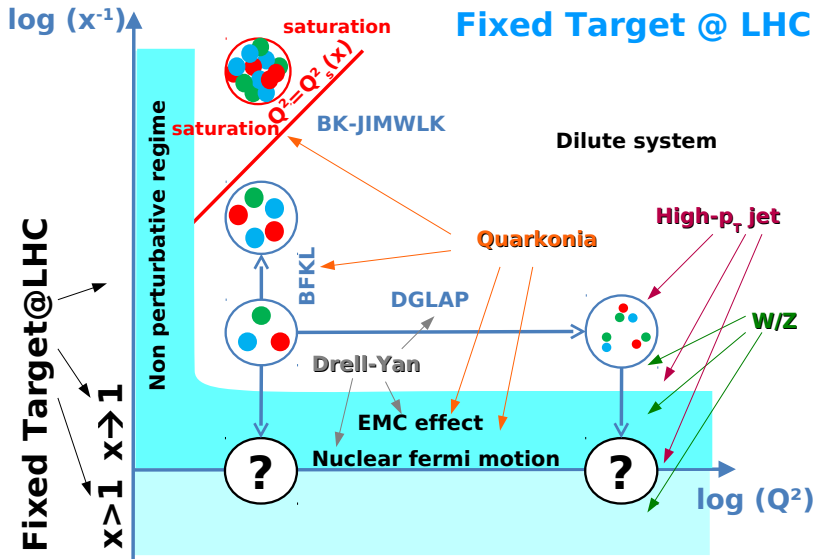 log (x⁻¹)
Fixed Target @ LHC
saturation
Q²=Q²ₛ(x)
saturation
BK-JIMWLK
Dilute system
Non perturbative regime
High-p_T jet
Quarkonia
BFKL
DGLAP
W/Z
Drell-Yan
Fixed Target@LHC
x→1
EMC effect
Nuclear fermi motion
?
?
x>1
log (Q²)